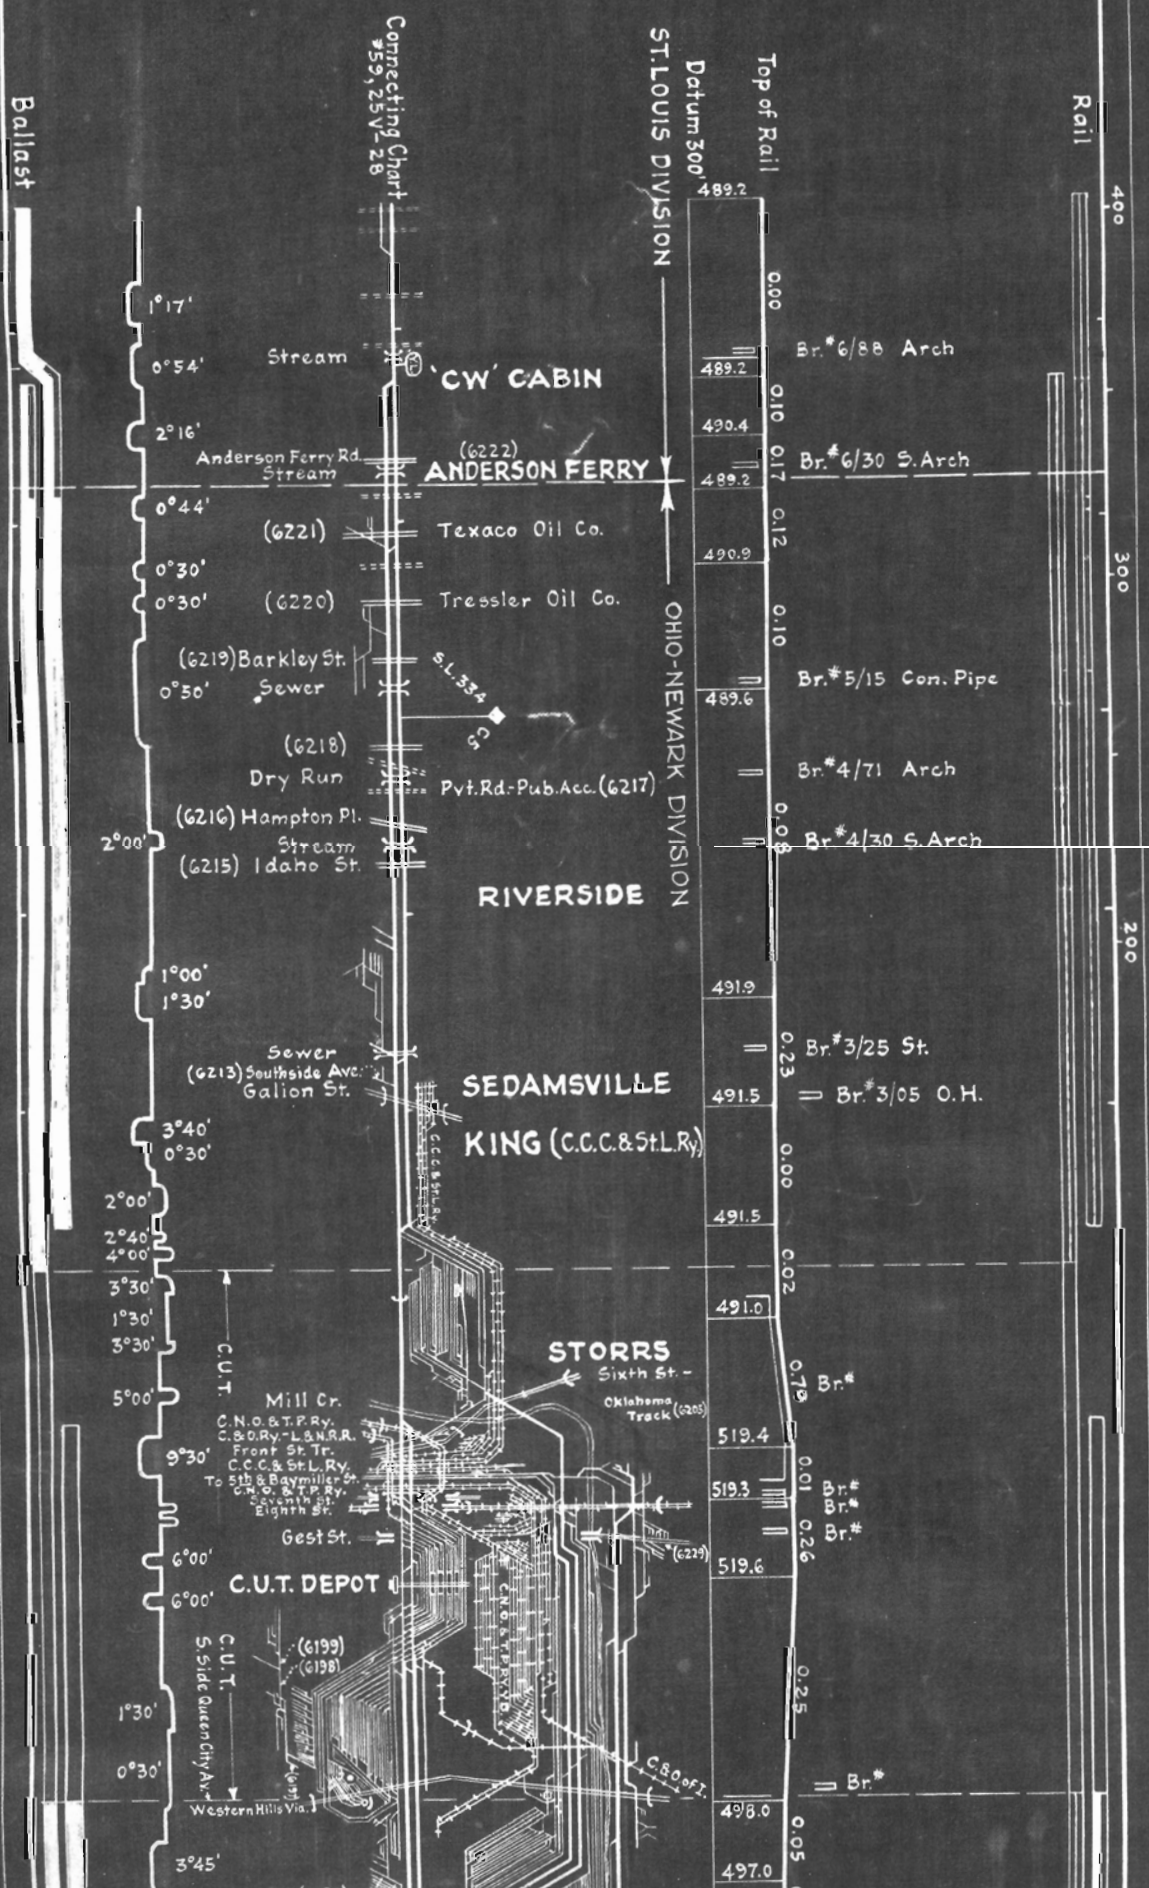 Connecting Chart
#59, 25V-28
ST. LOUIS DIVISION
Datum 300'
Top of Rail
Rail
Ballast
400
489.2
0.00
1°17'
Stream
0°54'
'CW' CABIN
Br.# 6/88 Arch
489.2
0.10
2°16'
490.4
Anderson Ferry Rd.
Stream
(6222)
ANDERSON FERRY
Br.# 6/30 S. Arch
0.17
489.2
0°44'
(6221)
Texaco Oil Co.
0.12
490.9
300
0°30'
0°30'
(6220)
Tressler Oil Co.
OHIO-NEWARK DIVISION
0.10
(6219) Barkley St.
0°50'
Sewer
S.L. 334
C5
489.6
Br.# 5/15 Con. Pipe
(6218)
Dry Run
Pvt. Rd.- Pub. Acc. (6217)
Br.# 4/71 Arch
(6216) Hampton Pl.
0.08
2°00'
Stream
Br.# 4/30 S. Arch
(6215) Idaho St.
RIVERSIDE
200
1°00'
1°30'
491.9
Sewer
(6213) Southside Ave.
Galion St.
SEDAMSVILLE
0.23
Br.# 3/25 St.
491.5
Br.# 3/05 O.H.
3°40'
0°30'
KING (C.C.C. & St. L. Ry.)
C.C.C. & St. L. Ry.
0.00
2°00'
491.5
2°40'
4°00'
3°30'
0.02
1°30'
3°30'
C.U.T.
491.0
STORRS
Sixth St.-
Oklahoma
Track (6205)
5°00'
Mill Cr.
C.N.O. & T.P. Ry.
C. & O. Ry.- L. & N. R.R.
Front St. Tr.
C.C.C. & St. L. Ry.
To 5th & Baymiller St.
C.N.O. & T.P. Ry.
Seventh St.
Eighth St.
Br.#
519.4
9°30'
0.01
519.3
Br.#
Br.#
Br.#
Gest St.
(6229)
0.26
6°00'
519.6
C.U.T. DEPOT
6°00'
C.N.O. & T.P. RY. YD.
(6199)
(6198)
C.U.T.
S. Side Queen City Av.
0.25
1°30'
0°30'
(6197)
C. & O. of I.
Br.#
Western Hills Via.
498.0
0.05
3°45'
497.0